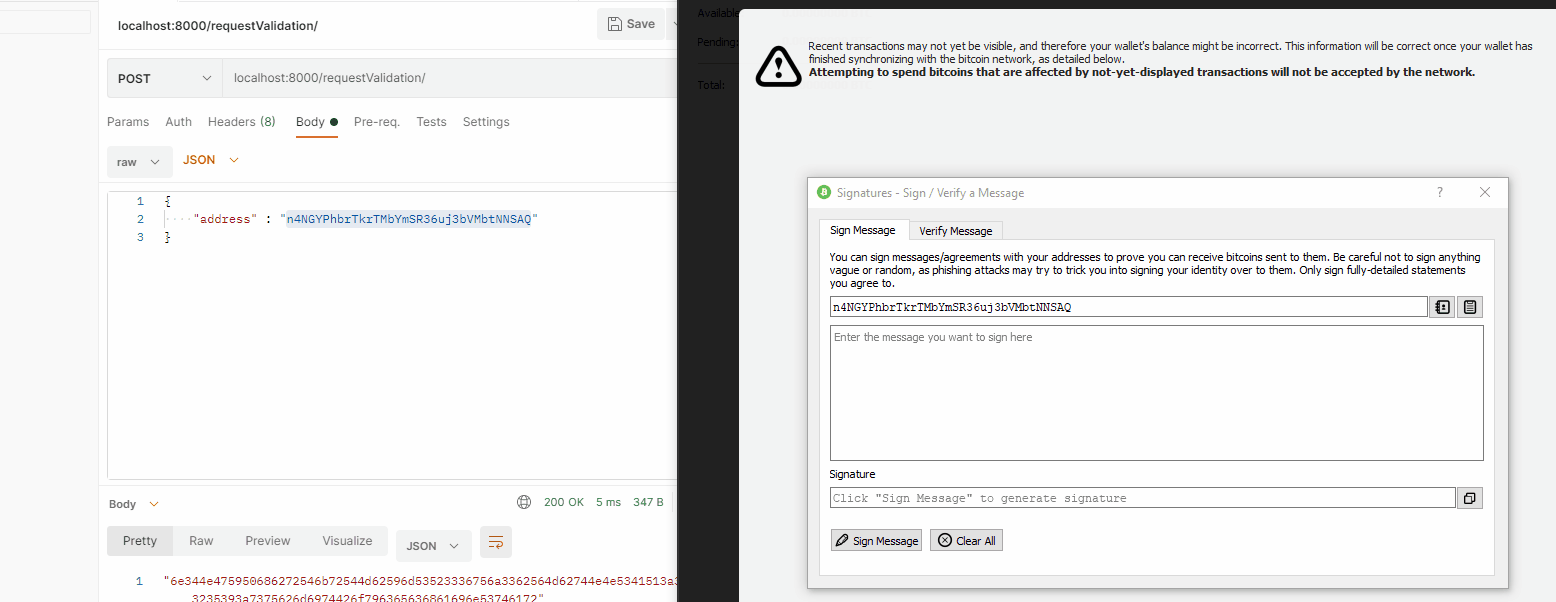 localhost:8000/requestValidation/
Save
POST
localhost:8000/requestValidation/
Params Auth Headers (8) Body Pre-req. Tests Settings
raw JSON
1 {
2 "address" : "n4NGYPhbrTkrTMbYmSR36uj3bVMbtNNSAQ"
3 }
Body 200 OK 5 ms 347 B
Pretty Raw Preview Visualize JSON
1 "6e344e475950686272546b72544d62596d53523336756a3362564d62744e4e5341513a3
3235393a7375626d6974426f79636563686 1696e53746172"
Available
Pending:
Total:
Recent transactions may not yet be visible, and therefore your wallet's balance might be incorrect. This information will be correct once your wallet has
finished synchronizing with the bitcoin network, as detailed below.
Attempting to spend bitcoins that are affected by not-yet-displayed transactions will not be accepted by the network.
Signatures - Sign / Verify a Message ?
Sign Message Verify Message
You can sign messages/agreements with your addresses to prove you can receive bitcoins sent to them. Be careful not to sign anything
vague or random, as phishing attacks may try to trick you into signing your identity over to them. Only sign fully-detailed statements
you agree to.
n4NGYPhbrTkrTMbYmSR36uj3bVMbtNNSAQ
Enter the message you want to sign here
Signature
Click "Sign Message" to generate signature
Sign Message Clear All